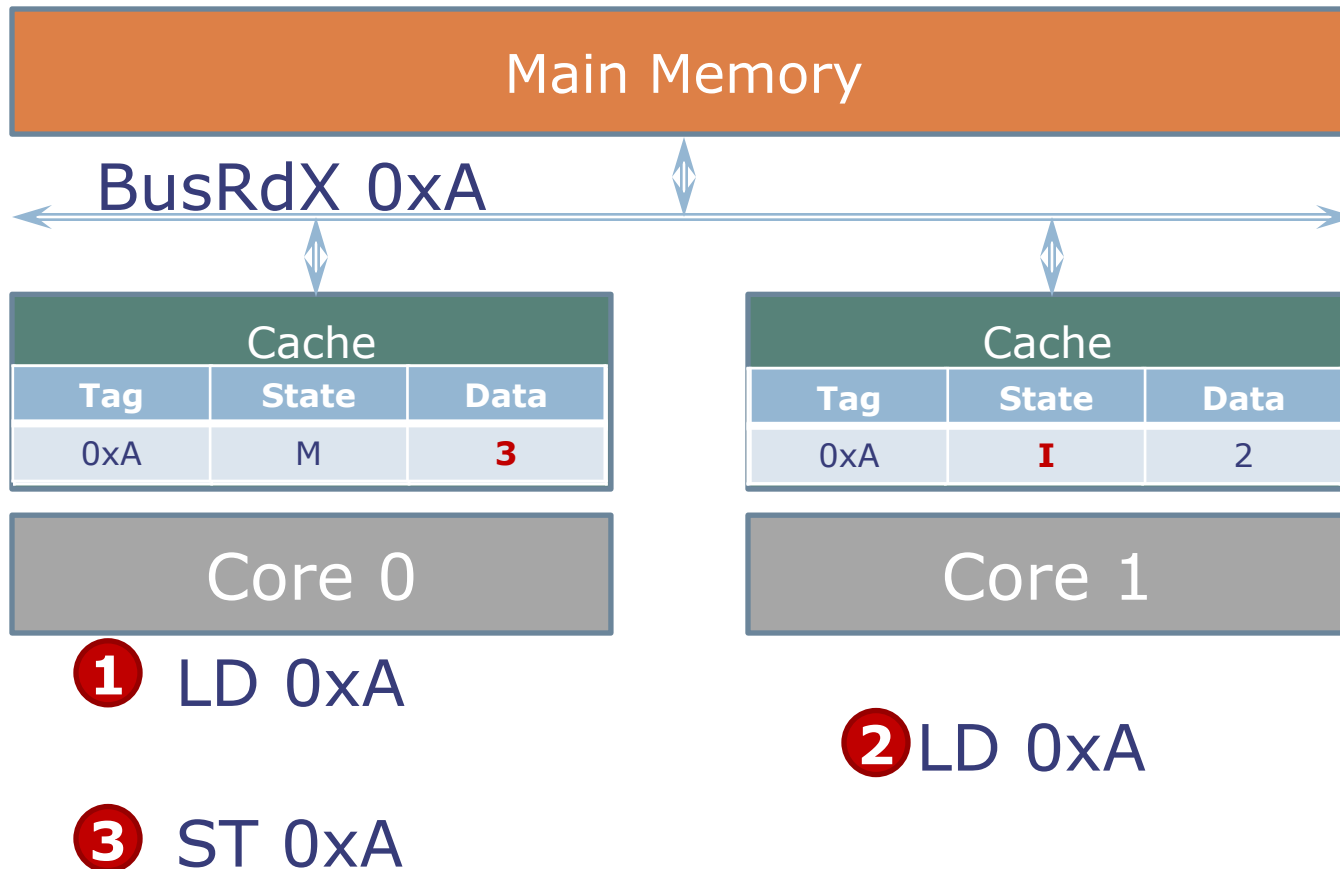 Main Memory
BusRdX 0xA
Cache
Tag State Data
0xA M 3
Cache
Tag State Data
0xA I 2
Core 0
Core 1
1 LD 0xA
2 LD 0xA
3 ST 0xA